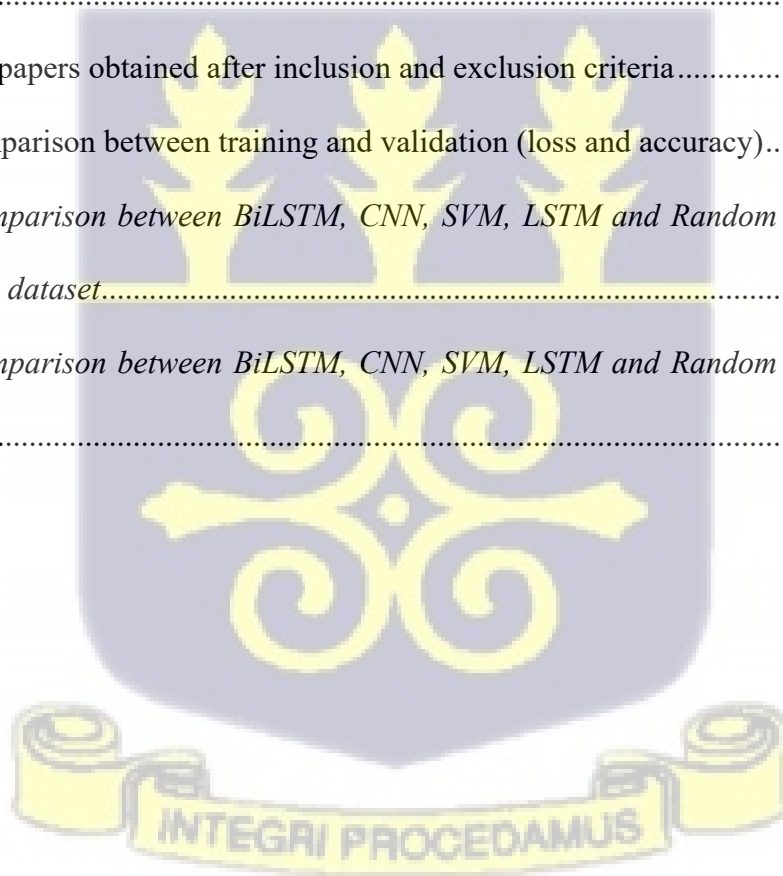 ................................................................................
papers obtained after inclusion and exclusion criteria.............
parison between training and validation (loss and accuracy)..
mparison between BiLSTM, CNN, SVM, LSTM and Random
dataset.......................................................................................
mparison between BiLSTM, CNN, SVM, LSTM and Random
....................................................................................................
INTEGRI PROCEDAMUS